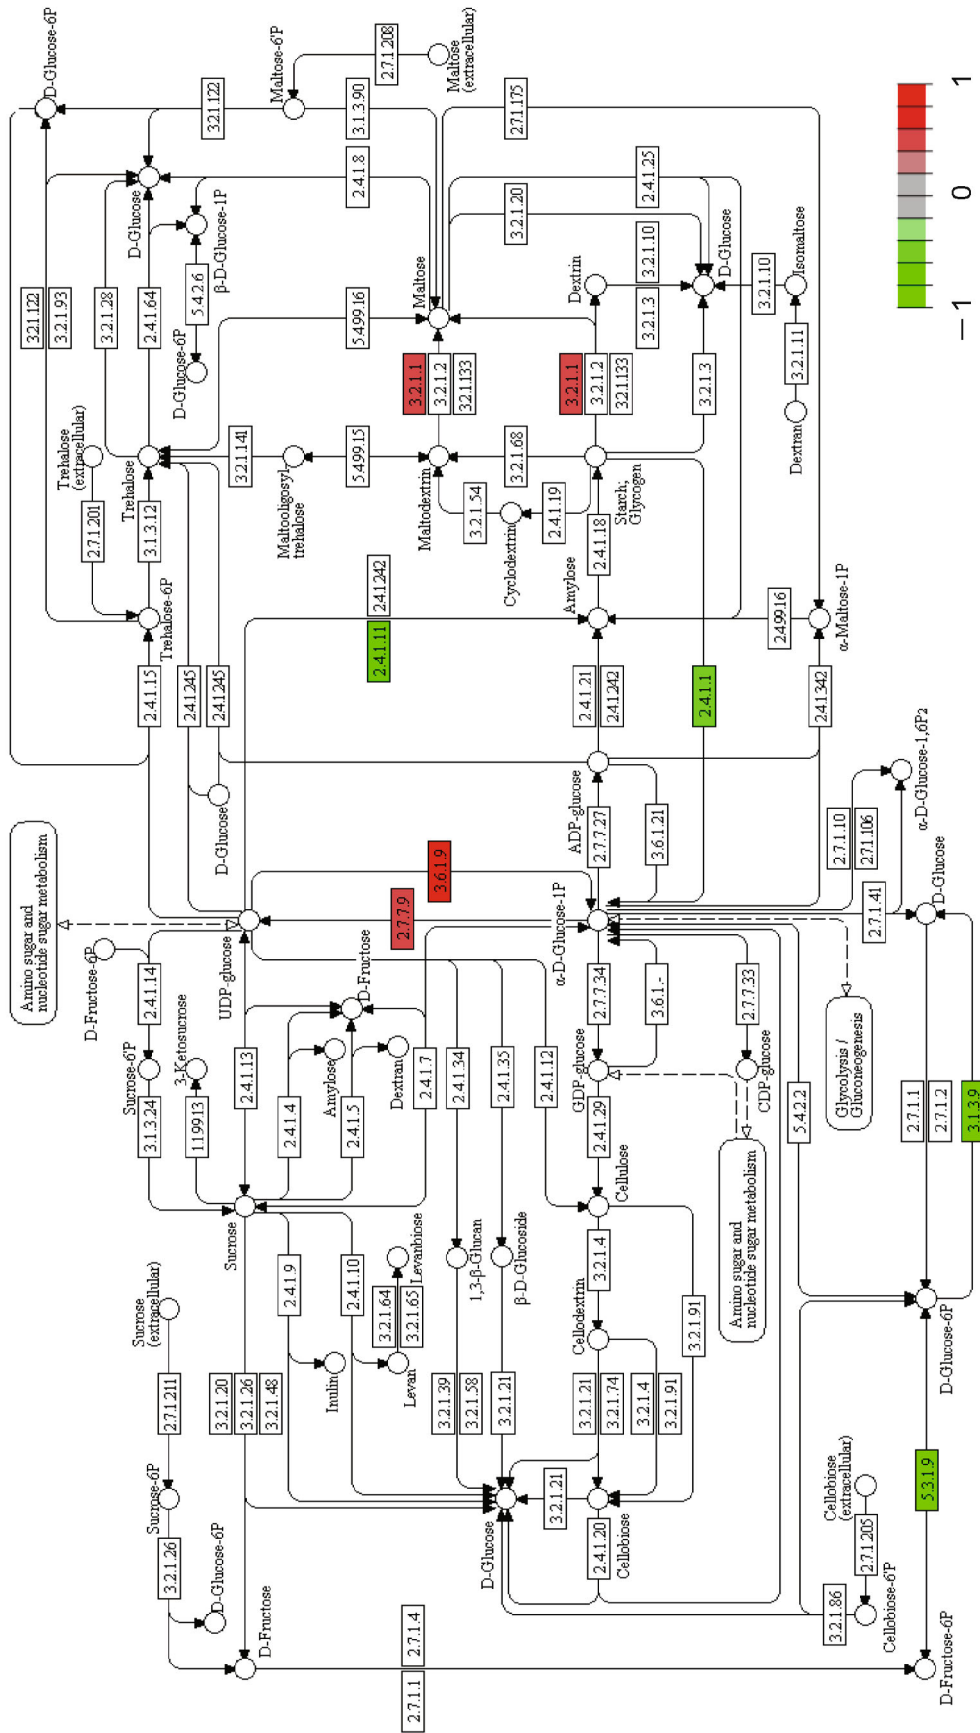 Amino sugar and
nucleotide sugar metabolism
D-Glucose-6P
Trehalose
(extracellular)
3.2.1.122
3.2.1.93
2.7.1.201
D-Fructose-6P
Sucrose
(extracellular)
Sucrose-6P
2.7.1.211
3.2.1.26
Sucrose-6'P
3.1.3.24
2.4.1.14
Trehalose-6P
2.4.1.15
3.1.3.12
Trehalose
3.2.1.28
2.4.1.64
D-Glucose
D-Glucose-6P
3-Ketosucrose
1.1.99.13
2.4.1.245
2.4.1.245
D-Glucose
D-Glucose-6P
5.4.2.6
β-D-Glucose-1P
3.2.1.122
D-Fructose
3.2.1.20
3.2.1.26
3.2.1.48
Sucrose
2.4.1.13
UDP-glucose
3.2.1.141
Maltooligosyl-
trehalose
Maltose-6'P
2.4.1.9
2.4.1.4
Inulin
Amylose
2.4.1.10
2.4.1.5
D-Fructose
5.4.99.15
5.4.99.16
2.4.1.8
3.1.3.90
2.4.1.11
2.4.1.242
3.2.1.64
3.2.1.65
Levan
Levanbiose
Dextran
2.7.1.208
2.7.1.1
2.7.1.4
2.4.1.7
2.7.7.9
3.6.1.9
Maltodextrin
Maltose
3.2.1.1
3.2.1.2
3.2.1.133
Maltose
(extracellular)
3.2.1.39
3.2.1.58
1,3-β-Glucan
2.4.1.34
3.2.1.54
D-Glucose
3.2.1.21
β-D-Glucoside
2.4.1.35
Cyclodextrin
2.4.1.19
3.2.1.68
3.2.1.20
2.7.1.175
3.2.1.21
2.4.1.12
α-D-Glucose-1P
ADP-glucose
Amylose
Dextrin
3.2.1.1
3.2.1.2
3.2.1.133
Cellobiose
2.4.1.20
3.2.1.21
3.2.1.74
Cellodextrin
3.2.1.4
Cellulose
2.4.1.29
GDP-glucose
2.7.7.34
2.7.7.27
2.4.1.21
2.4.1.242
2.4.1.18
Starch;
Glycogen
3.2.1.4
3.2.1.91
3.6.1.-
3.6.1.21
3.2.1.3
3.2.1.10
2.4.1.25
3.2.1.91
2.4.1.1
3.2.1.3
D-Glucose
Amino sugar and
nucleotide sugar metabolism
CDP-glucose
2.7.7.33
3.2.1.10
5.4.2.2
2.4.99.16
Dextran
3.2.1.11
Isomaltose
3.2.1.86
Cellobiose
(extracellular)
2.7.1.205
Cellobiose-6'P
Glycolysis /
Gluconeogenesis
2.7.1.41
2.7.1.10
2.7.1.106
2.4.1.342
α-Maltose-1P
α-D-Glucose-1,6P2
D-Fructose-6P
5.3.1.9
D-Glucose-6P
2.7.1.1
2.7.1.2
3.1.3.9
D-Glucose
−1
0
1